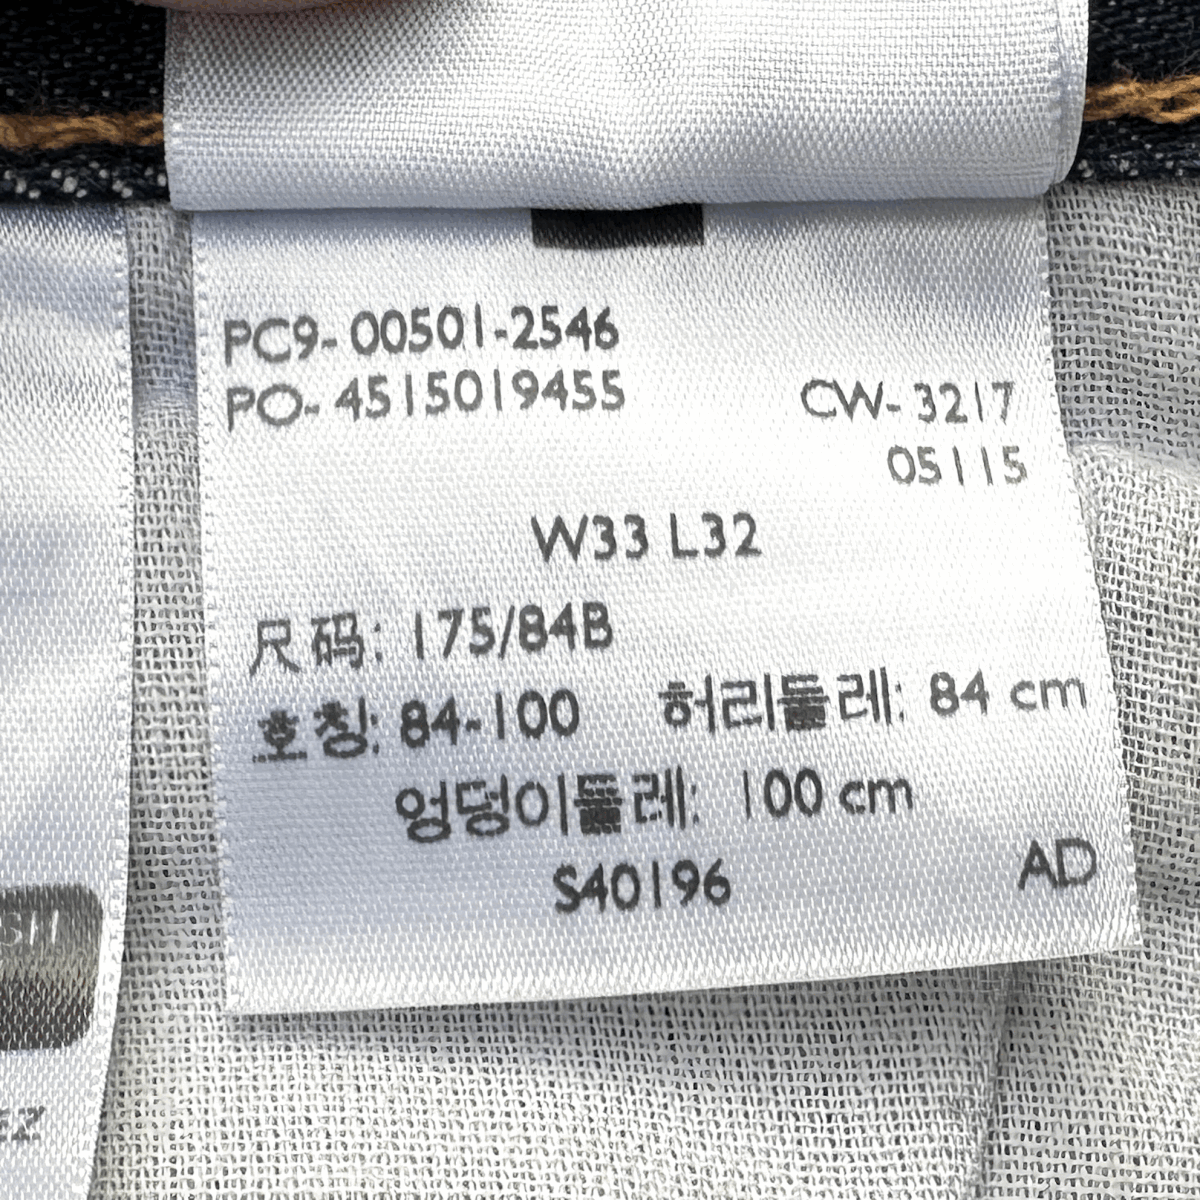 PC9-00501-2546
PO-4515019455
CW-3217
05115
W33 L32
尺码: 175/84B
호칭: 84-100 허리둘레: 84 cm
엉덩이둘레: 100 cm
S40196
AD